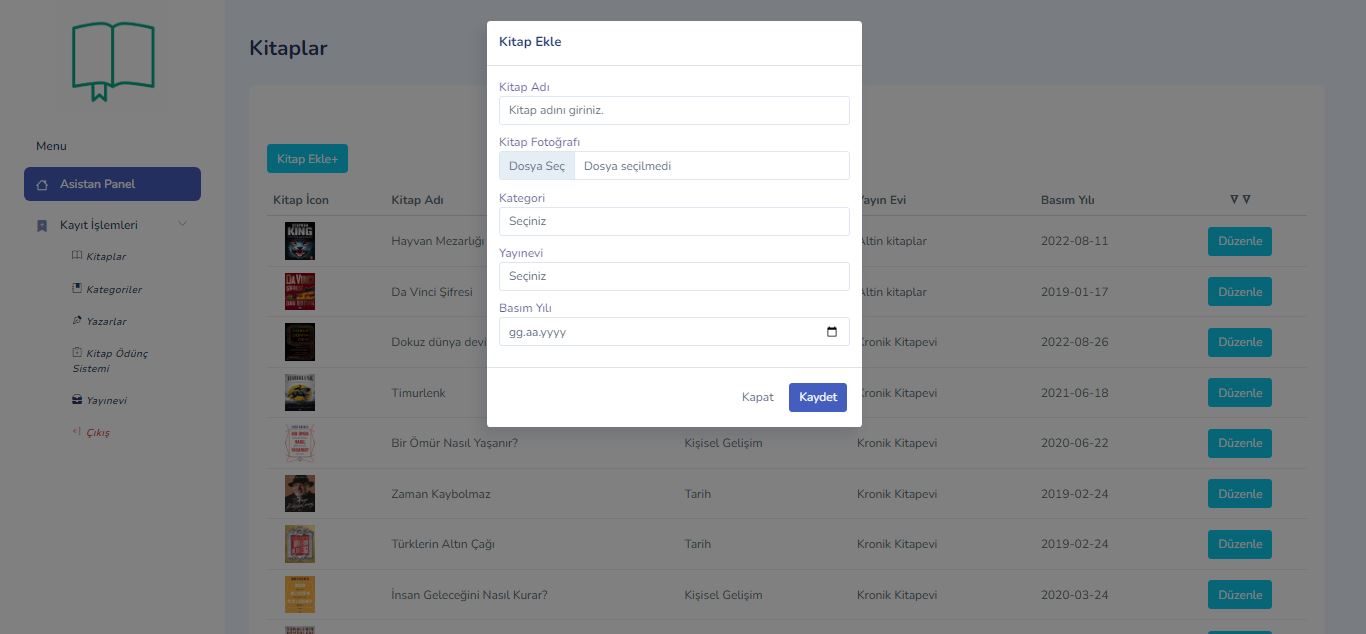 Menu
Asistan Panel
Kayıt İşlemleri
Kitaplar
Kategoriler
Yazarlar
Kitap Ödünç
Sistemi
Yayınevi
Çıkış
Kitaplar
Kitap Ekle+
Kitap Ekle
Kitap Adı
Kitap adını giriniz.
Kitap Fotoğrafı
Dosya Seç Dosya seçilmedi
Kategori
Seçiniz
Yayınevi
Seçiniz
Basım Yılı
gg.aa.yyyy
Kapat Kaydet
Kitap İcon Kitap Adı Yayın Evi Basım Yılı
KING Hayvan Mezarlığı Altin kitaplar 2022-08-11 Düzenle
DA VINCI Da Vinci Şifresi Altin kitaplar 2019-01-17 Düzenle
Dokuz dünya devi Kronik Kitapevi 2022-08-26 Düzenle
Timurlenk Kronik Kitapevi 2021-06-18 Düzenle
Bir Ömür Nasıl Yaşanır? Kişisel Gelişim Kronik Kitapevi 2020-06-22 Düzenle
Zaman Kaybolmaz Tarih Kronik Kitapevi 2019-02-24 Düzenle
Türklerin Altın Çağı Tarih Kronik Kitapevi 2019-02-24 Düzenle
İnsan Geleceğini Nasıl Kurar? Kişisel Gelişim Kronik Kitapevi 2020-03-24 Düzenle